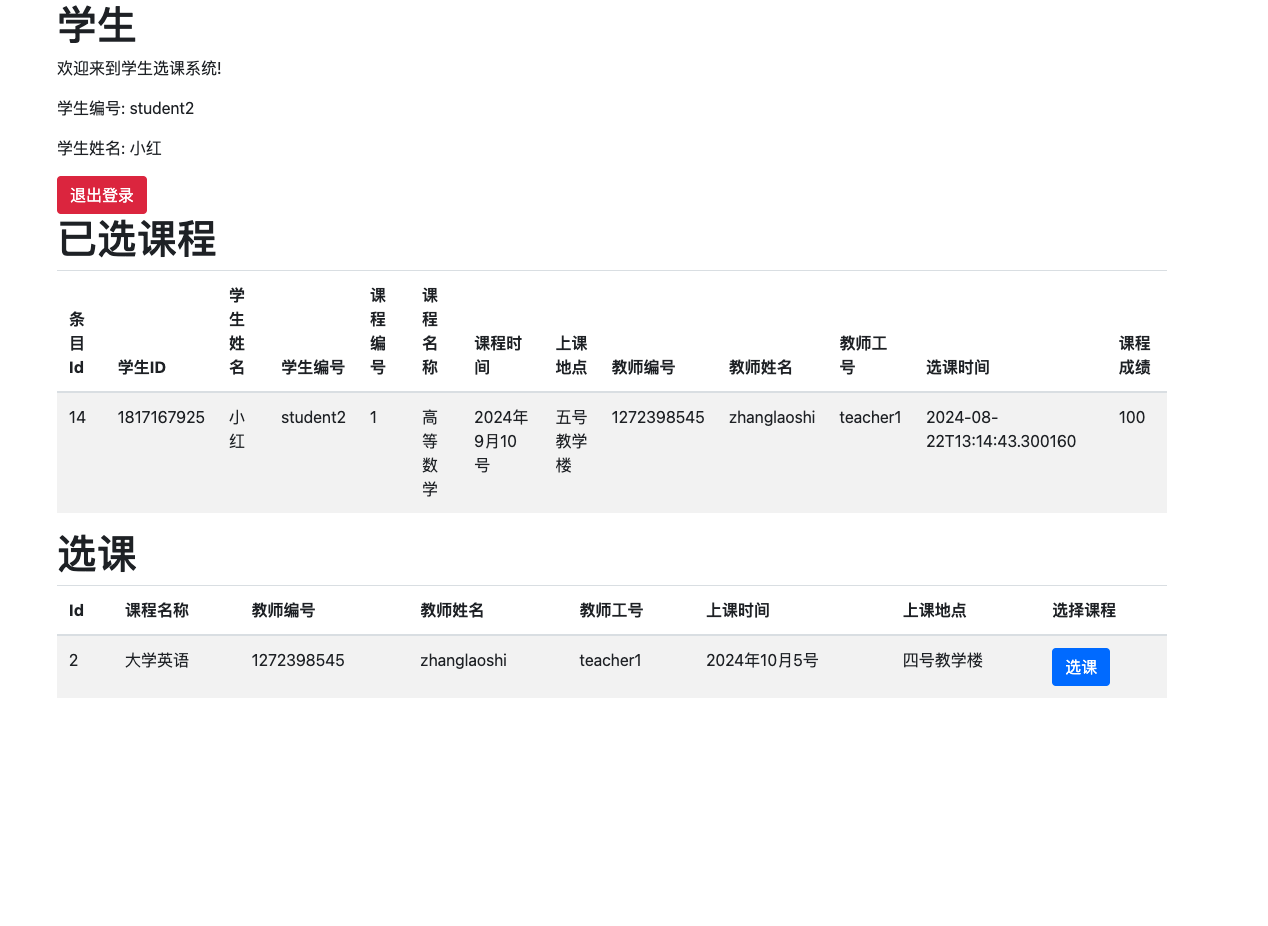 学生
欢迎来到学生选课系统!
学生编号: student2
学生姓名: 小红
退出登录
已选课程
条目Id 学生ID 学生姓名 学生编号 课程编号 课程名称 课程时间 上课地点 教师编号 教师姓名 教师工号 选课时间 课程成绩
14 1817167925 小红 student2 1 高等数学 2024年9月10号 五号教学楼 1272398545 zhanglaoshi teacher1 2024-08-22T13:14:43.300160 100
选课
Id 课程名称 教师编号 教师姓名 教师工号 上课时间 上课地点 选择课程
2 大学英语 1272398545 zhanglaoshi teacher1 2024年10月5号 四号教学楼 选课